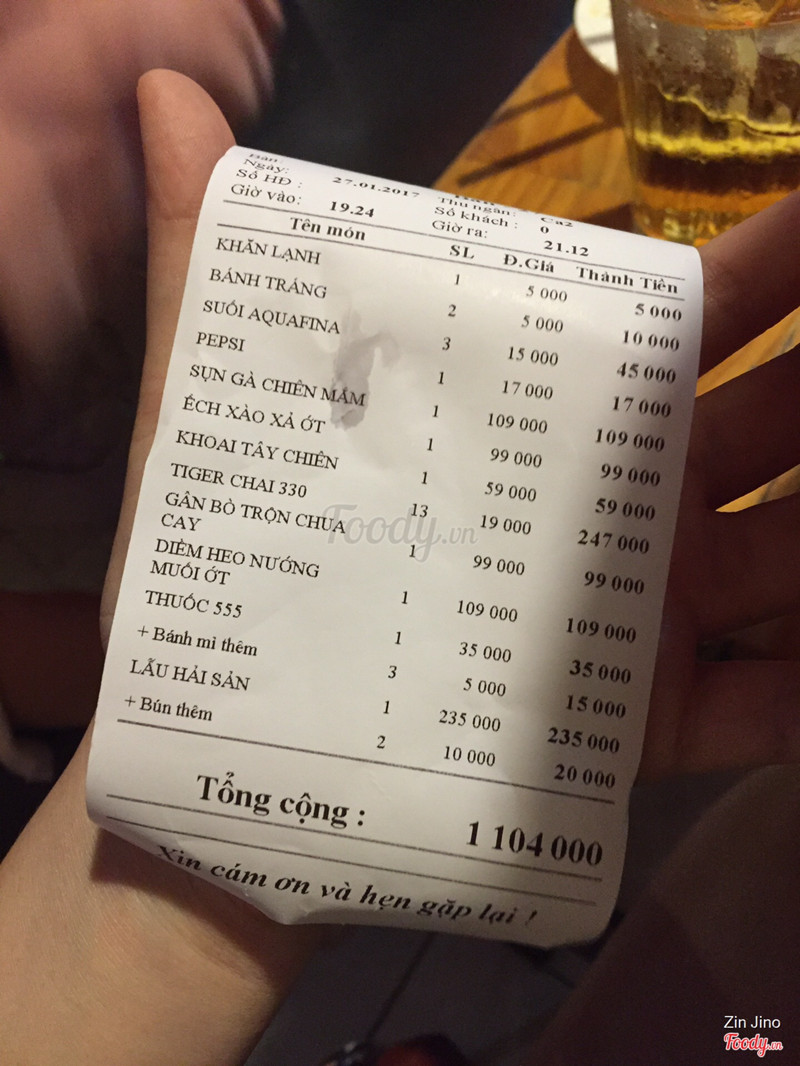 Bàn:
Ngày: 27.01.2017 Thu ngân: Ca2
Số HĐ : Số khách : 0
Giờ vào: 19.24 Giờ ra: 21.12
Tên món SL Đ.Giá Thành Tiền
KHĂN LẠNH 1 5 000 5 000
BÁNH TRÁNG 2 5 000 10 000
SUỐI AQUAFINA 3 15 000 45 000
PEPSI 1 17 000 17 000
SỤN GÀ CHIÊN MẮM 1 109 000 109 000
ẾCH XÀO XẢ ỚT 1 99 000 99 000
KHOAI TÂY CHIÊN 1 59 000 59 000
TIGER CHAI 330 13 19 000 247 000
GÂN BÒ TRỘN CHUA 1 99 000 99 000
CAY
DIỀM HEO NƯỚNG 1 109 000 109 000
MUỐI ỚT
THUỐC 555 1 35 000 35 000
+ Bánh mì thêm 3 5 000 15 000
LẨU HẢI SẢN 1 235 000 235 000
+ Bún thêm 2 10 000 20 000
Tổng cộng : 1 104 000
Xin cám ơn và hẹn gặp lại !
Foody.vn
Zin Jino
Foody.vn